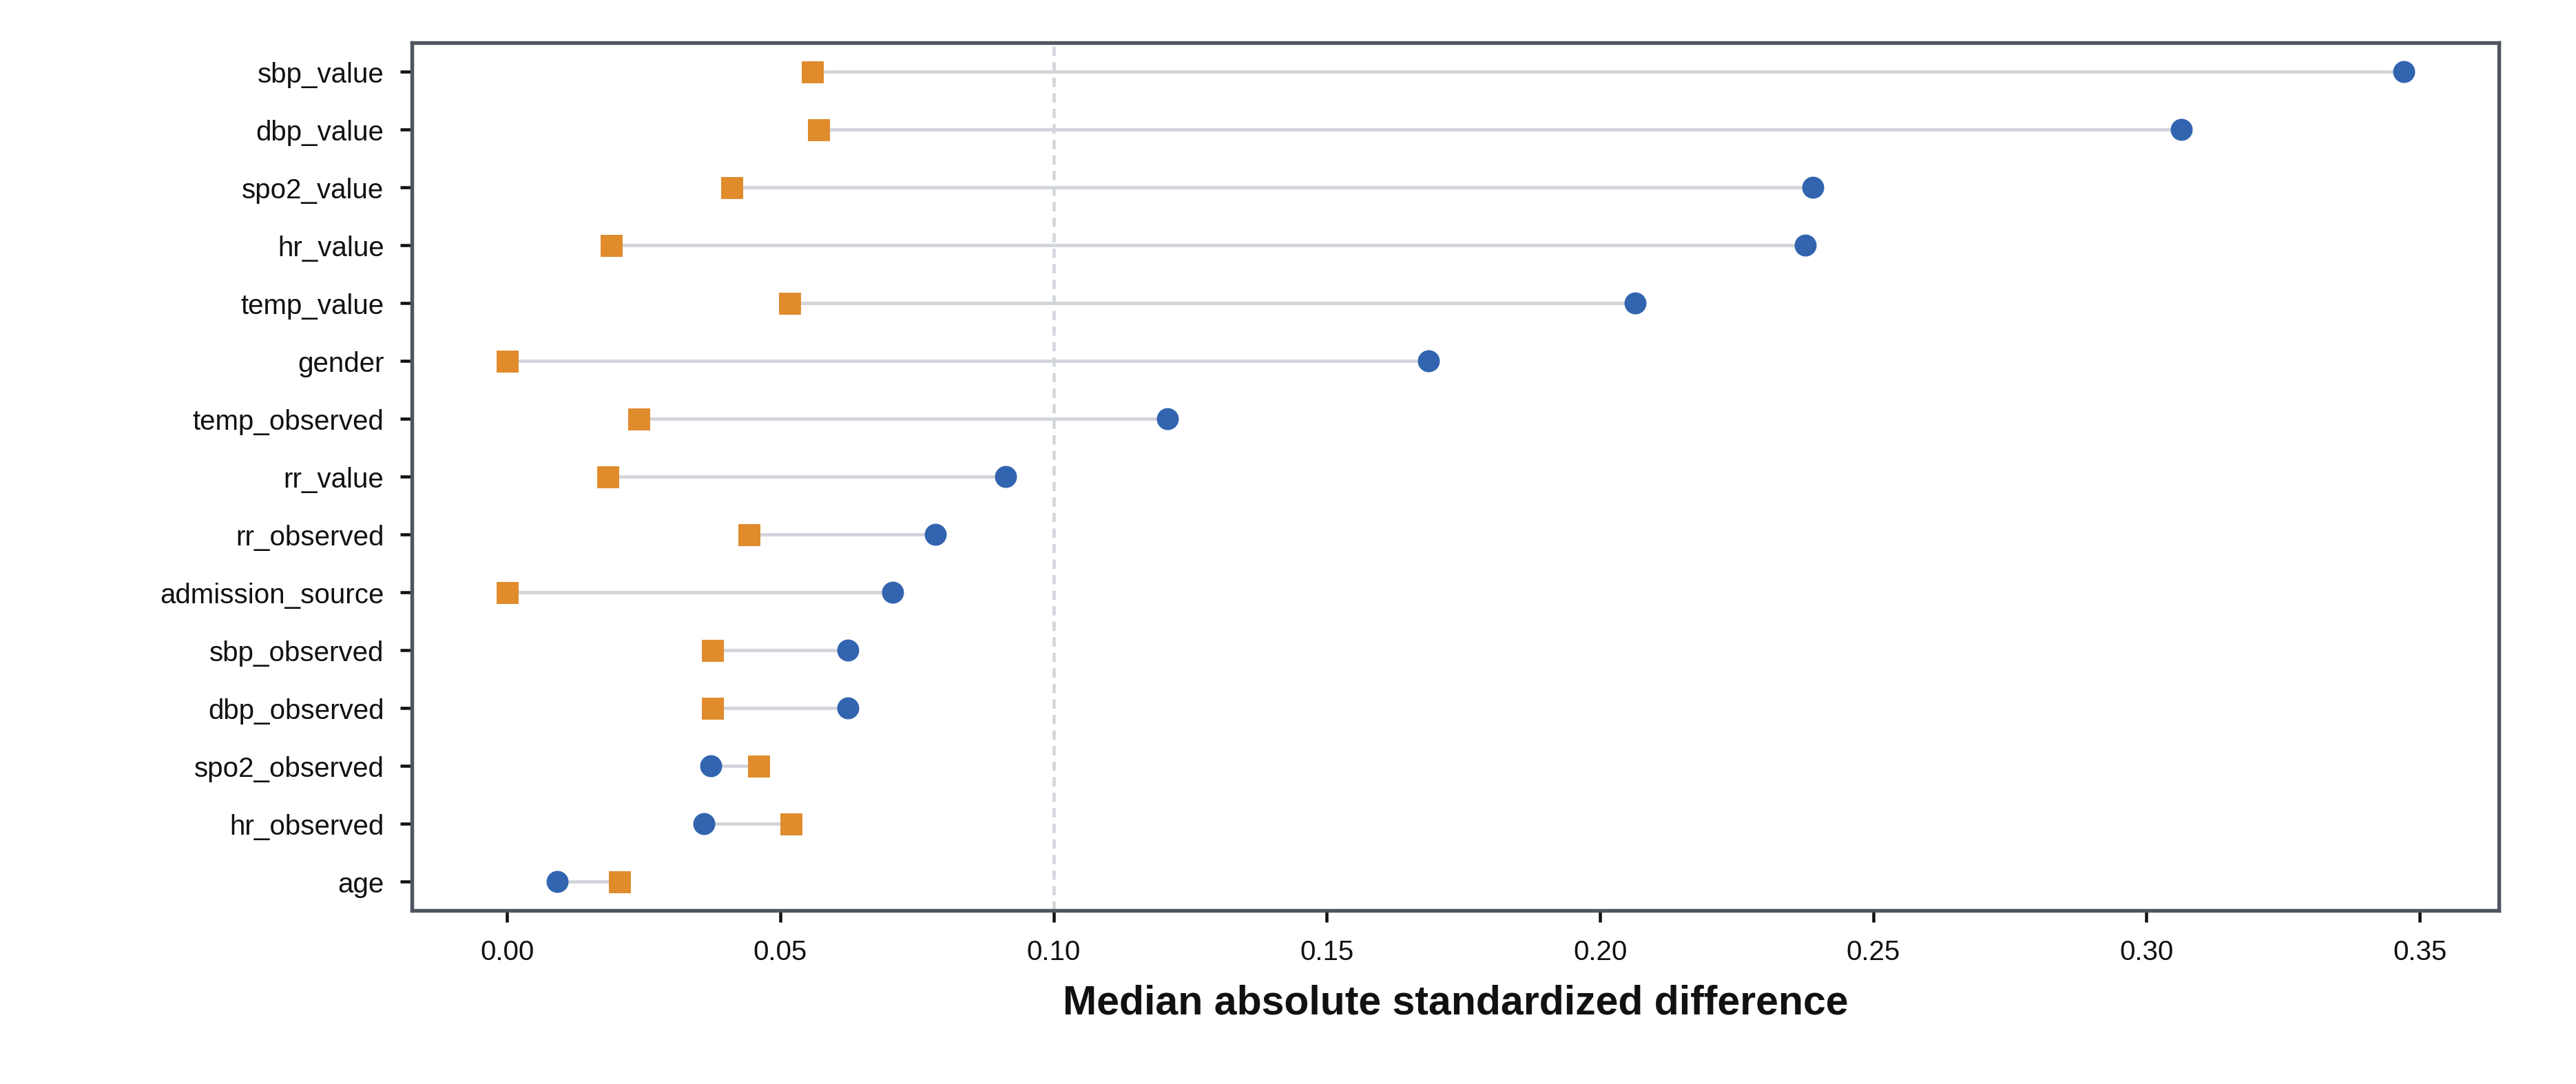 sbp_value
dbp_value
spo2_value
hr_value
temp_value
gender
temp_observed
rr_value
rr_observed
admission_source
sbp_observed
dbp_observed
spo2_observed
hr_observed
age
0.00 0.05 0.10 0.15 0.20 0.25 0.30 0.35
Median absolute standardized difference